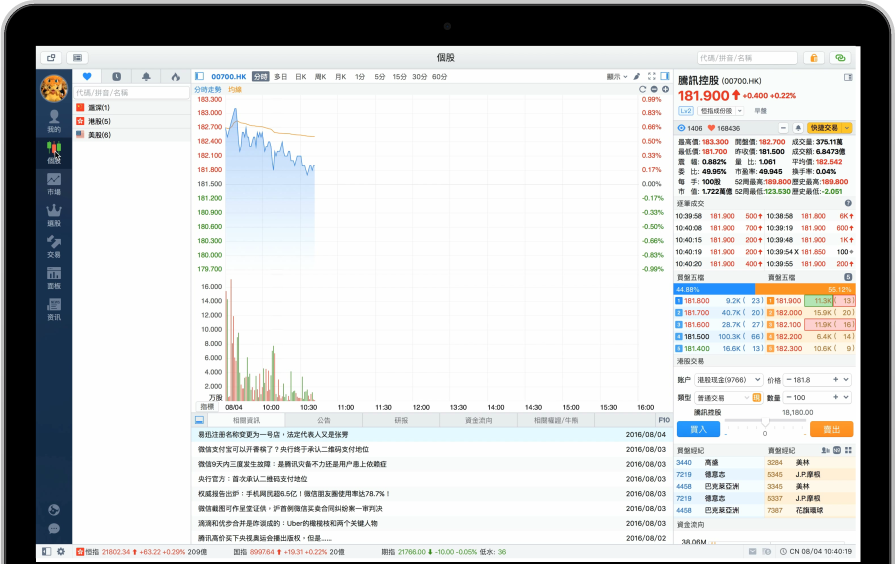 個股
代碼/拼音/名稱
我的
個股
市場
選股
交易
面板
资讯
代碼/拼音/名稱
滬深(1)
港股(5)
美股(6)
00700.HK 分時 多日 日K 周K 月K 1分 5分 15分 30分 60分 顯示
分時走勢 均線
183.300 0.99%
183.000 0.83%
182.700 0.66%
182.400 0.50%
182.100 0.33%
181.800 0.17%
181.500 0.00%
181.200 -0.17%
180.900 -0.33%
180.600 -0.50%
180.300 -0.66%
180.000 -0.83%
179.700 -0.99%
16.000
14.000
12.000
10.000
8.000
6.000
4.000
2.000
万股
指標 08/04 10:00 10:30 11:00 11:30 12:30 13:30 14:00 14:30 15:00 15:30 16:00
相關資訊 公告 研报 資金流向 相關權證/牛熊 F10
易迅注册名称变更为一号店，法定代表人又是张旁 2016/08/04
微信支付宝可以开香槟了？央行终于承认二维码支付地位 2016/08/03
微信9天内三度发生故障：是腾讯灾备不力还是用户患上依赖症 2016/08/03
央行官方：首次承认二维码支付地位 2016/08/03
权威报告出炉：手机网民超6.5亿！微信朋友圈使用率达78.7%！ 2016/08/03
微信截图可作呈堂证供，沪首例微信买卖合同纠纷案一审判决 2016/08/03
滴滴和优步合并是咋谈成的：Uber的橄榄枝和两个关键人物 2016/08/03
腾讯高价买下央视奥运会播出版权，但是...... 2016/08/02
騰訊控股 (00700.HK)
181.900 +0.400 +0.22%
Lv2 恒指成份股
1406 168436 快捷交易
最高價: 183.300 開盤價: 182.700 成交量: 375.11萬
最低價: 181.700 昨收價: 181.500 成交額: 6.8473億
震 幅: 0.882% 量 比: 1.061 平均價: 182.542
委 比: 49.95% 市盈率: 49.945 換手率: 0.04%
每 手: 100股 52周最高:189.800 歷史最高:189.800
市 值: 1.722萬億 52周最低:123.530 歷史最低:-2.051
逐筆成交
10:39:58 181.900 500 10:38:58 181.800 6K
10:40:08 181.900 700 10:39:19 181.900 600
10:40:15 181.900 200 10:39:48 181.900 1K
10:40:19 181.900 200 10:39:54 X 181.850 100
10:40:20 181.900 400 10:39:55 181.900 200
買盤五檔 賣盤五檔 5
44.88% 55.12%
1 181.800 9.2K ( 23) 1 181.900 11.3K ( 13)
2 181.700 40.7K ( 20) 2 182.000 15.9K ( 20)
3 181.600 28.7K ( 27) 3 182.100 11.9K ( 16)
4 181.500 100.3K ( 66) 4 182.200 6.4K ( 14)
5 181.400 16.6K ( 13) 5 182.300 10.6K ( 9)
港股交易
账户 港股現金(9766) 价格 181.8
類型 普通交易 數量 100
騰訊控股 18,180.00
買入 - 0 - 賣出
買盤經紀 賣盤經紀
3440 高盛 3284 美林
7219 德意志 5345 J.P.摩根
4458 巴克萊亞洲 3345 美林
7219 德意志 5337 J.P.摩根
4458 巴克萊亞洲 7387 花旗環球
資金流向
38.06M
恒指 21802.34 +63.22 +0.29% 209億 国指 8997.64 +19.31 +0.22% 20億 期指 21766.00 -10.00 -0.05% 低水: 36 CN 08/04 10:40:19